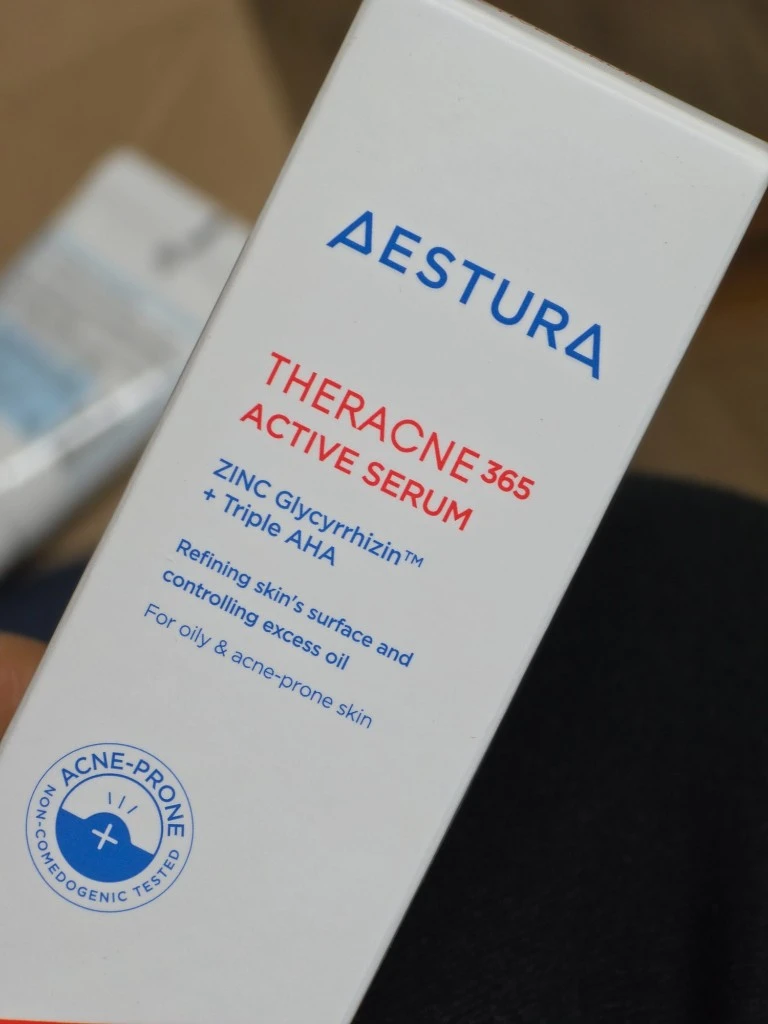 AESTURA
THERACNE 365
ACTIVE SERUM
ZINC Glycyrrhizin™
+ Triple AHA
Refining skin's surface and
controlling excess oil
For oily & acne-prone skin
ACNE-PRONE
NON-COMEDOGENIC TESTED